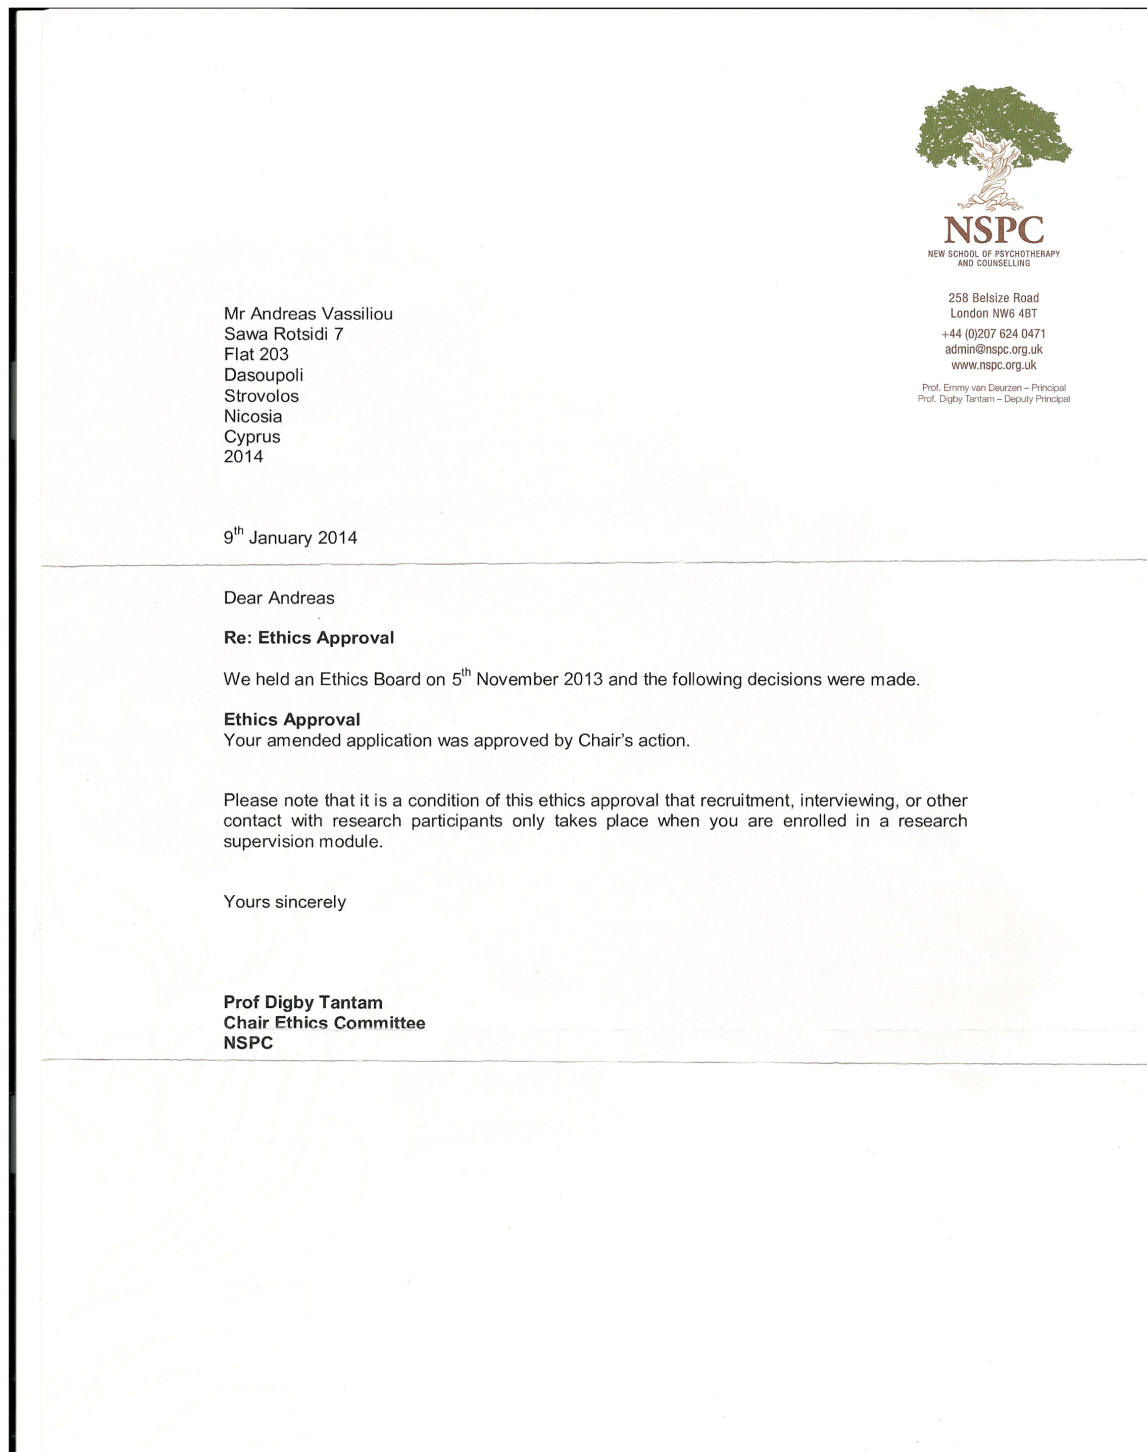 NSPC
NEW SCHOOL OF PSYCHOTHERAPY
AND COUNSELLING
258 Belsize Road
London NW6 4BT
+44 (0)207 624 0471
admin@nspc.org.uk
www.nspc.org.uk
Prof. Emmy van Deurzen – Principal
Prof. Digby Tantam – Deputy Principal
Mr Andreas Vassiliou
Sawa Rotsidi 7
Flat 203
Dasoupoli
Strovolos
Nicosia
Cyprus
2014
9th January 2014
Dear Andreas
Re: Ethics Approval
We held an Ethics Board on 5th November 2013 and the following decisions were made.
Ethics Approval
Your amended application was approved by Chair's action.
Please note that it is a condition of this ethics approval that recruitment, interviewing, or other
contact with research participants only takes place when you are enrolled in a research
supervision module.
Yours sincerely
Prof Digby Tantam
Chair Ethics Committee
NSPC